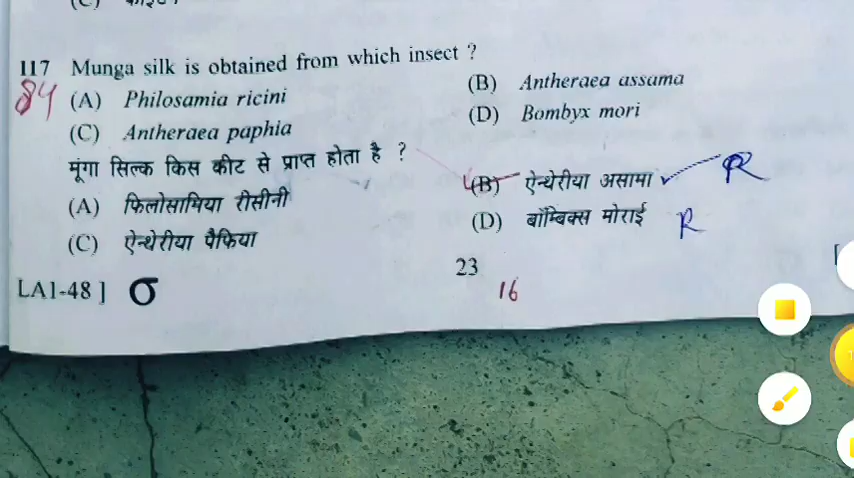 117 Munga silk is obtained from which insect ?
84
(A) Philosamia ricini (B) Antheraea assama
(C) Antheraea paphia (D) Bombyx mori
मूंगा सिल्क किस कीट से प्राप्त होता है ?
(A) फिलोसामिया रीसीनी (B) ऐन्थेरीया असामा R
(C) ऐन्थेरीया पैफिया (D) बॉम्बिक्स मोराई R
LA1-48 ] σ 23
16